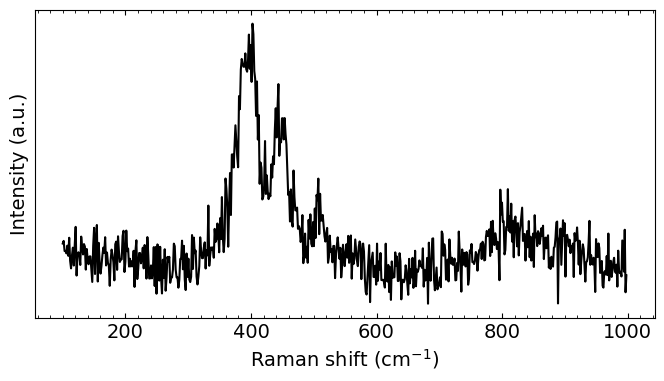 Intensity (a.u.)
200 400 600 800 1000
Raman shift (cm⁻¹)